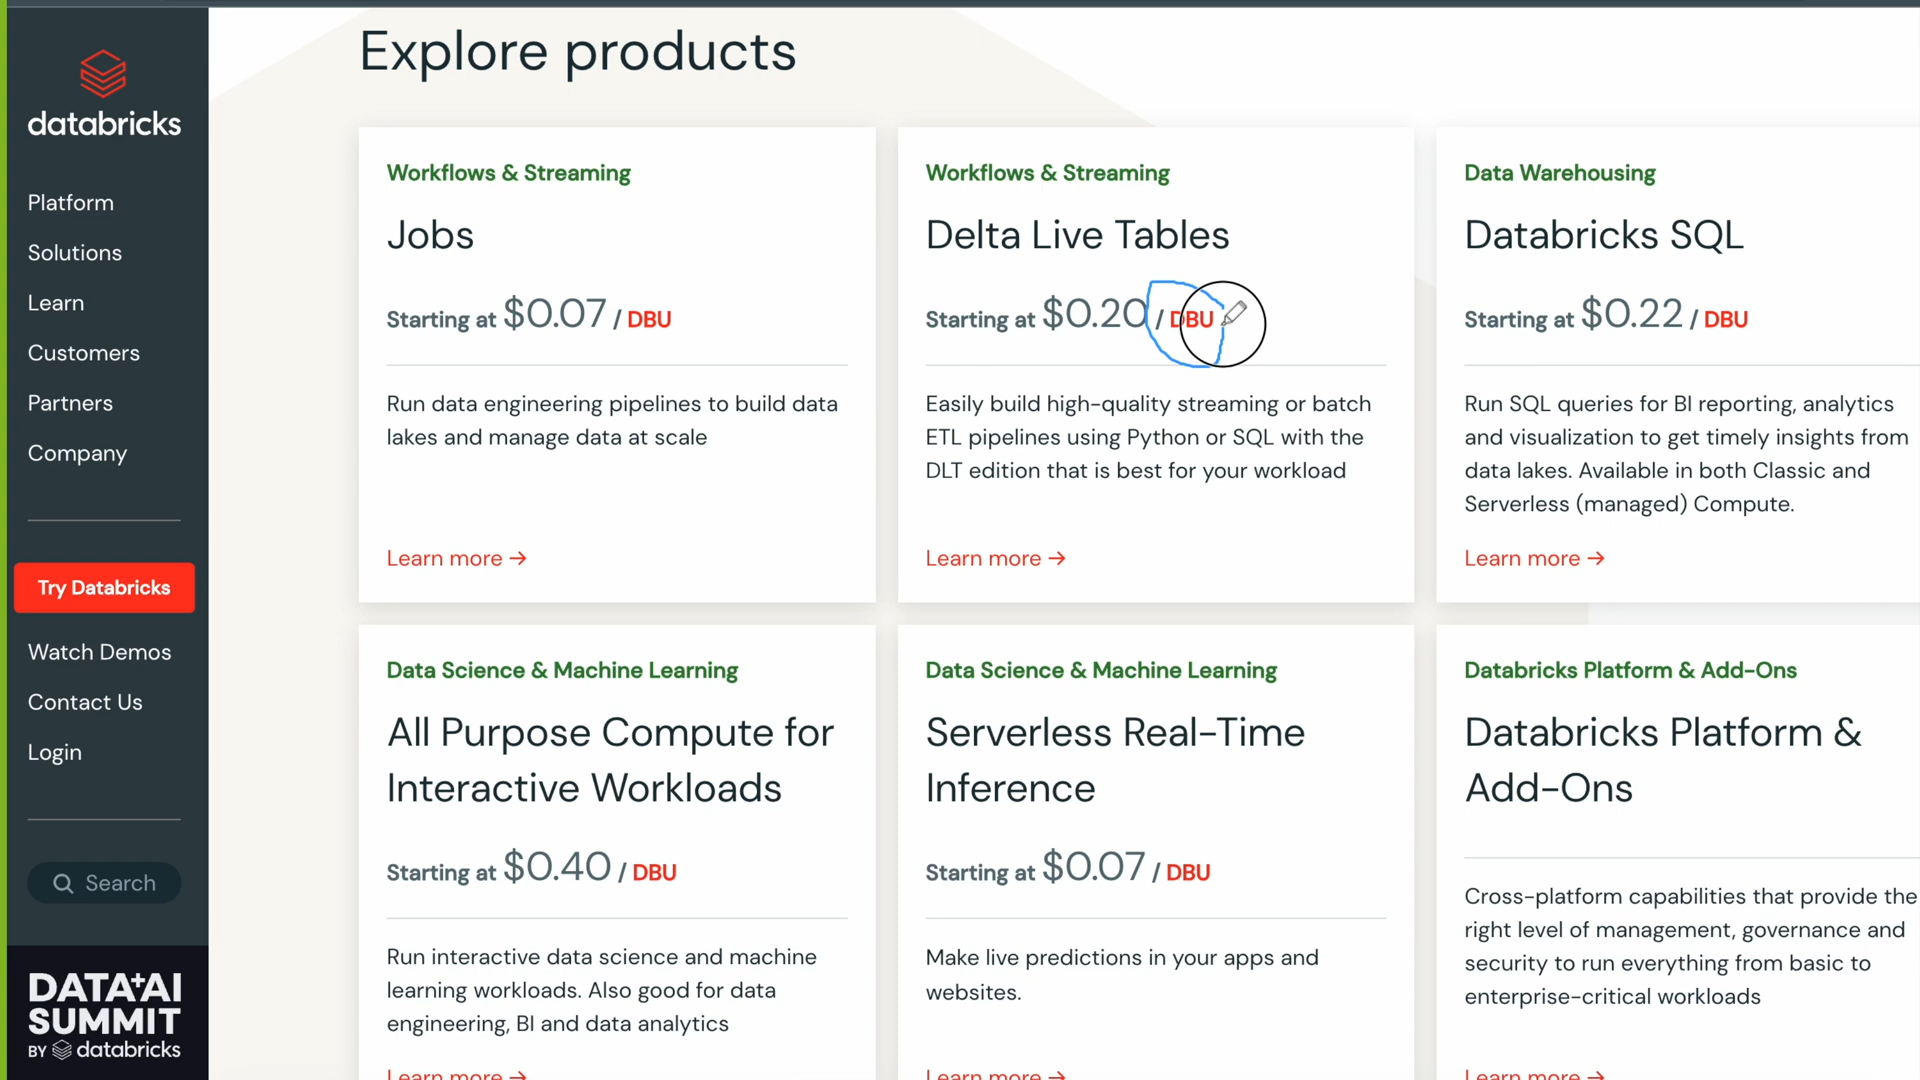 databricks
Platform
Solutions
Learn
Customers
Partners
Company
Try Databricks
Watch Demos
Contact Us
Login
Search
DATA+AI
SUMMIT
BY databricks
Explore products
Workflows & Streaming
Jobs
Starting at $0.07 / DBU
Run data engineering pipelines to build data
lakes and manage data at scale
Learn more →
Workflows & Streaming
Delta Live Tables
Starting at $0.20 / DBU
Easily build high-quality streaming or batch
ETL pipelines using Python or SQL with the
DLT edition that is best for your workload
Learn more →
Data Warehousing
Databricks SQL
Starting at $0.22 / DBU
Run SQL queries for BI reporting, analytics
and visualization to get timely insights from
data lakes. Available in both Classic and
Serverless (managed) Compute.
Learn more →
Data Science & Machine Learning
All Purpose Compute for
Interactive Workloads
Starting at $0.40 / DBU
Run interactive data science and machine
learning workloads. Also good for data
engineering, BI and data analytics
Learn more →
Data Science & Machine Learning
Serverless Real-Time
Inference
Starting at $0.07 / DBU
Make live predictions in your apps and
websites.
Learn more →
Databricks Platform & Add-Ons
Databricks Platform &
Add-Ons
Cross-platform capabilities that provide the
right level of management, governance and
security to run everything from basic to
enterprise-critical workloads
Learn more →